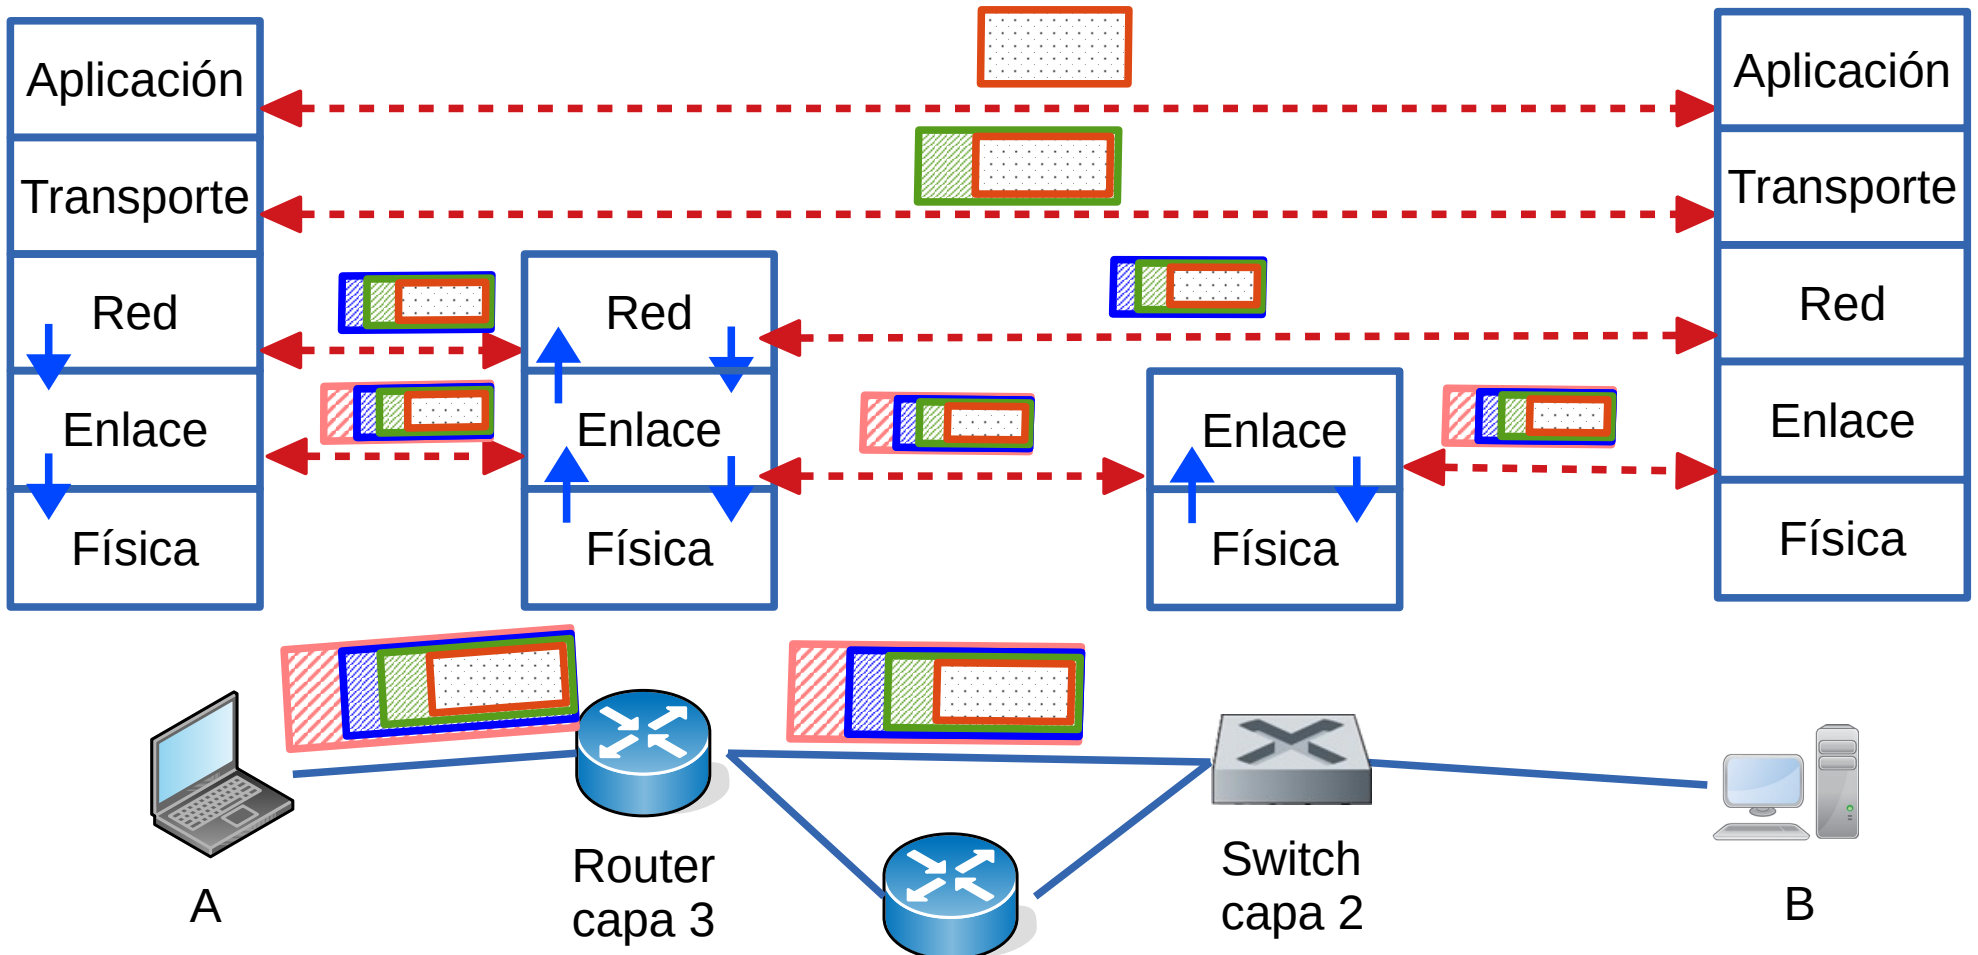 Aplicación
Transporte
Red
Enlace
Física
Red
Enlace
Física
Enlace
Física
Aplicación
Transporte
Red
Enlace
Física
A
Router
capa 3
Switch
capa 2
B